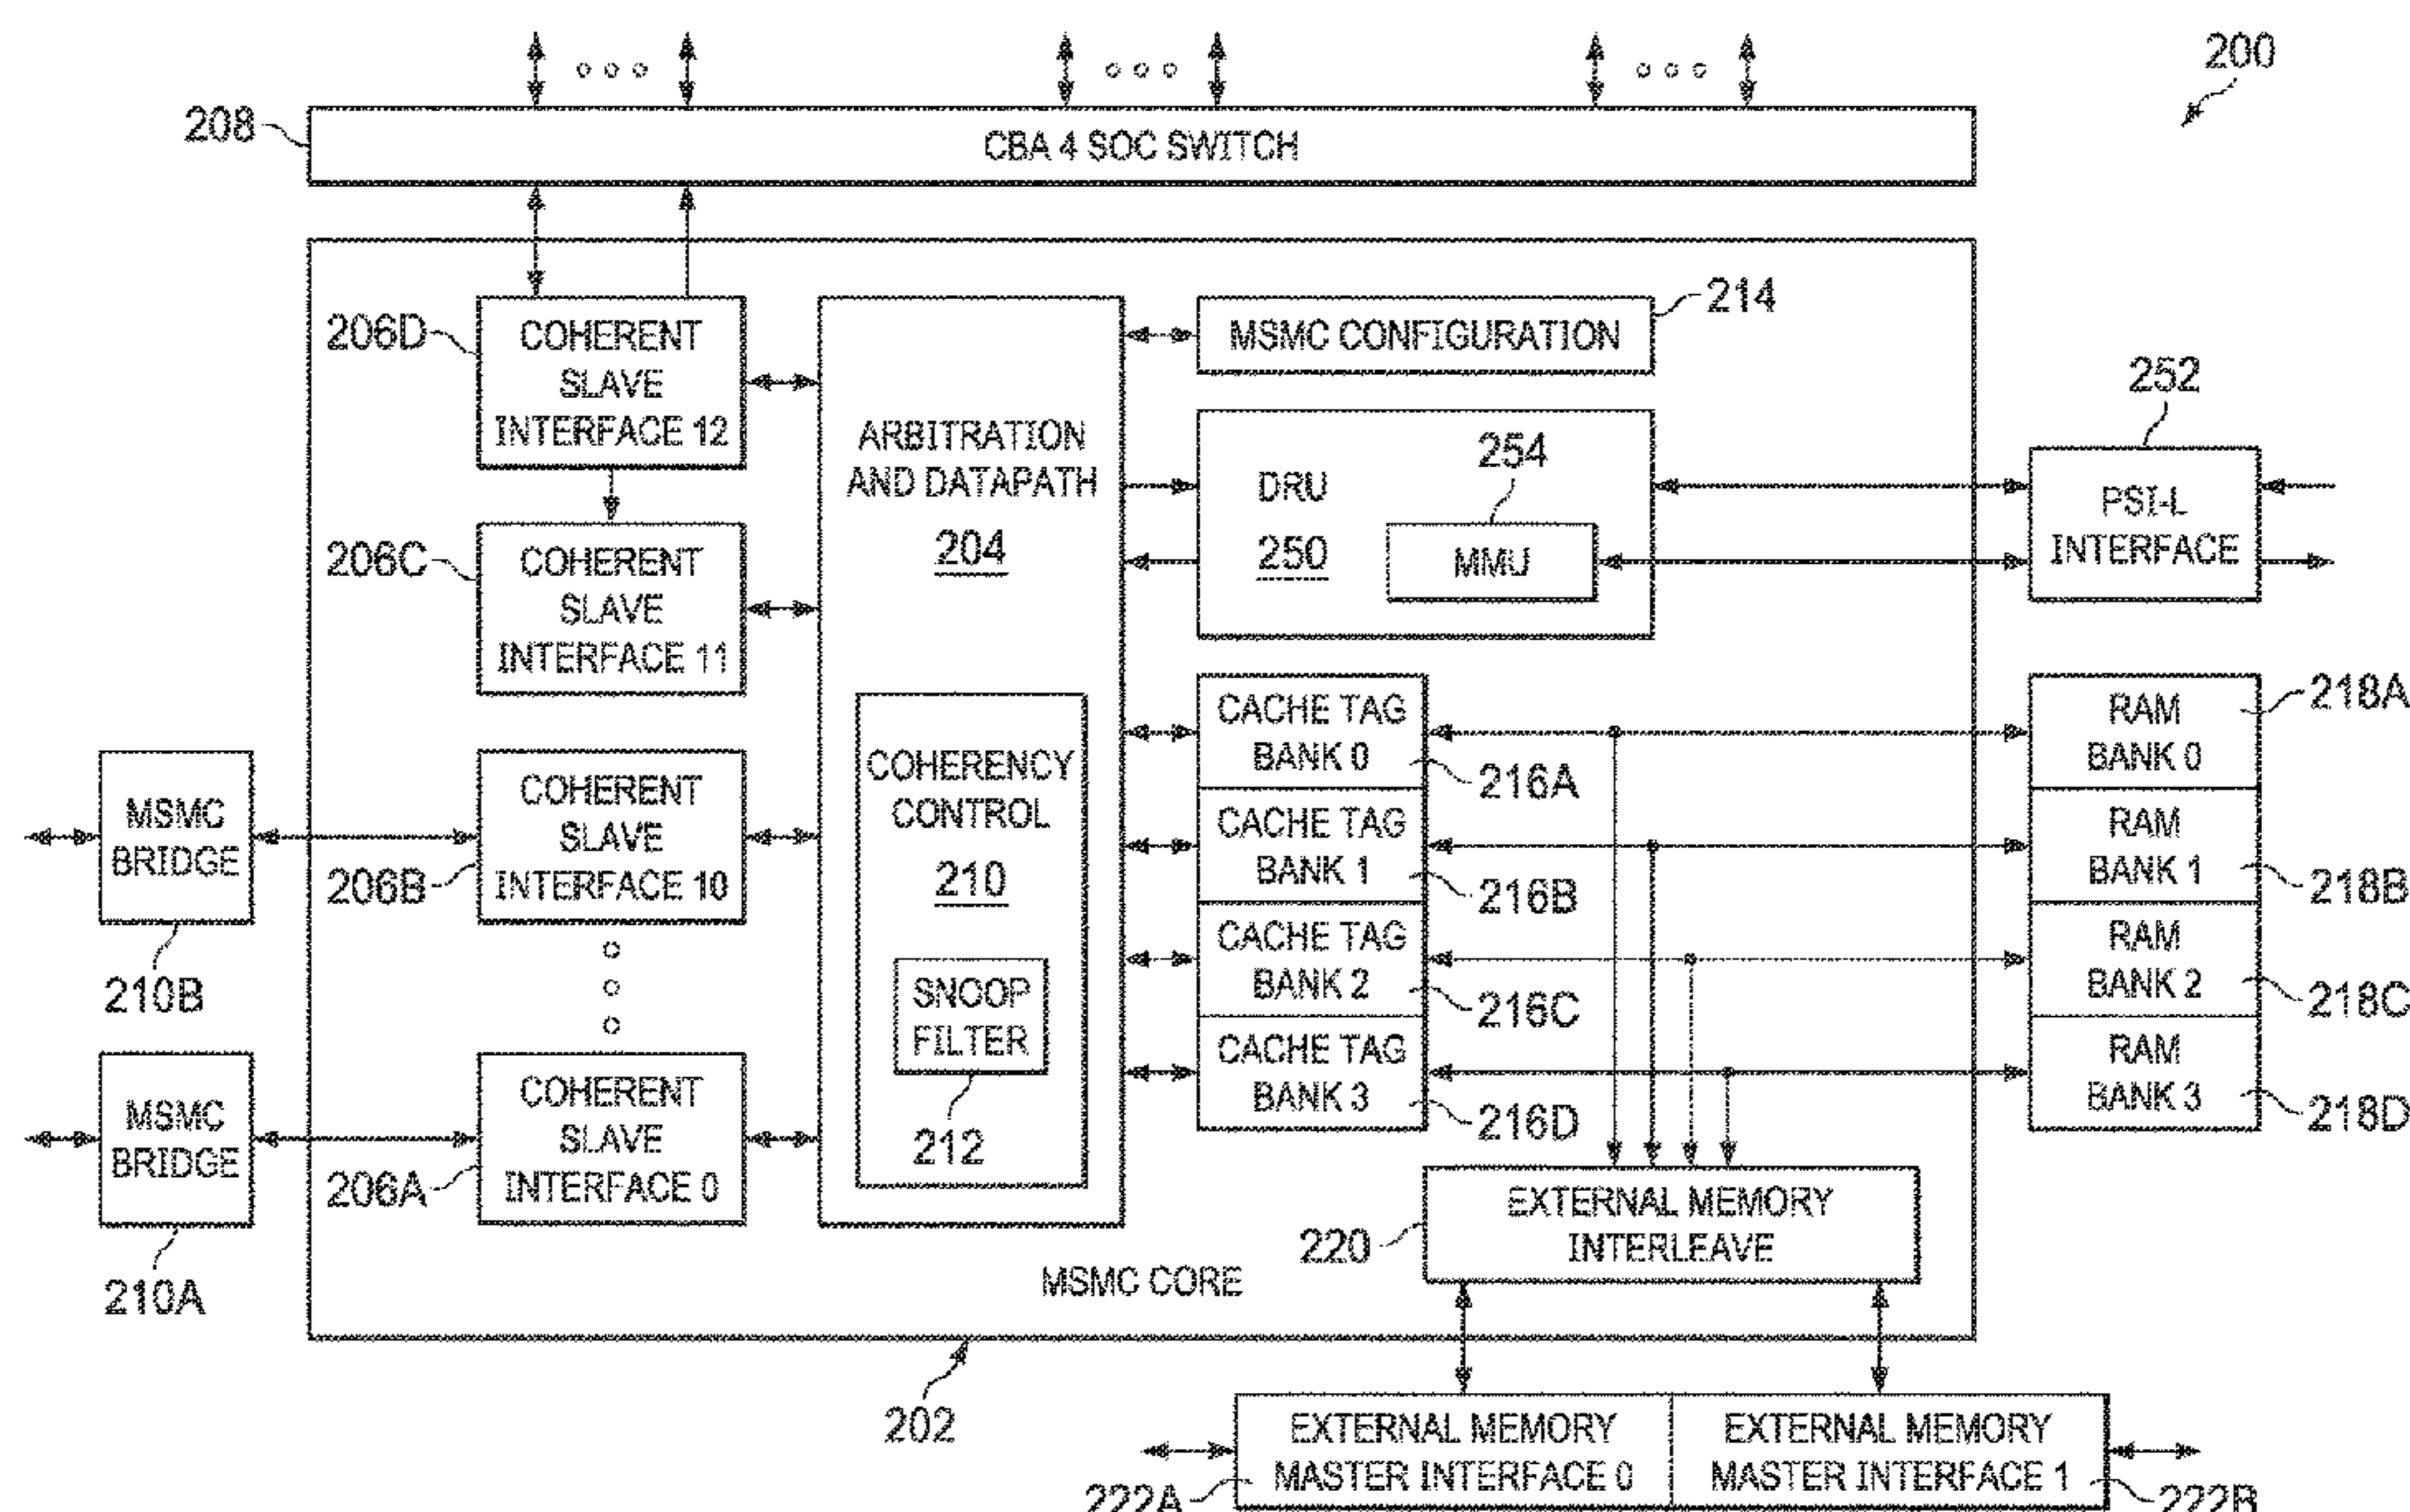 200
208
CBA 4 SOC SWITCH
206D
COHERENT
SLAVE
INTERFACE 12
206C
COHERENT
SLAVE
INTERFACE 11
MSMC
BRIDGE
210B
206B
COHERENT
SLAVE
INTERFACE 10
MSMC
BRIDGE
210A
206A
COHERENT
SLAVE
INTERFACE 0
ARBITRATION
AND DATAPATH
204
COHERENCY
CONTROL
210
SNOOP
FILTER
212
MSMC CONFIGURATION
214
DRU
250
254
MMU
252
PSI-L
INTERFACE
CACHE TAG
BANK 0
216A
CACHE TAG
BANK 1
216B
CACHE TAG
BANK 2
216C
CACHE TAG
BANK 3
216D
RAM
BANK 0
218A
RAM
BANK 1
218B
RAM
BANK 2
218C
RAM
BANK 3
218D
220
EXTERNAL MEMORY
INTERLEAVE
MSMC CORE
202
EXTERNAL MEMORY
MASTER INTERFACE 0
222A
EXTERNAL MEMORY
MASTER INTERFACE 1
222B